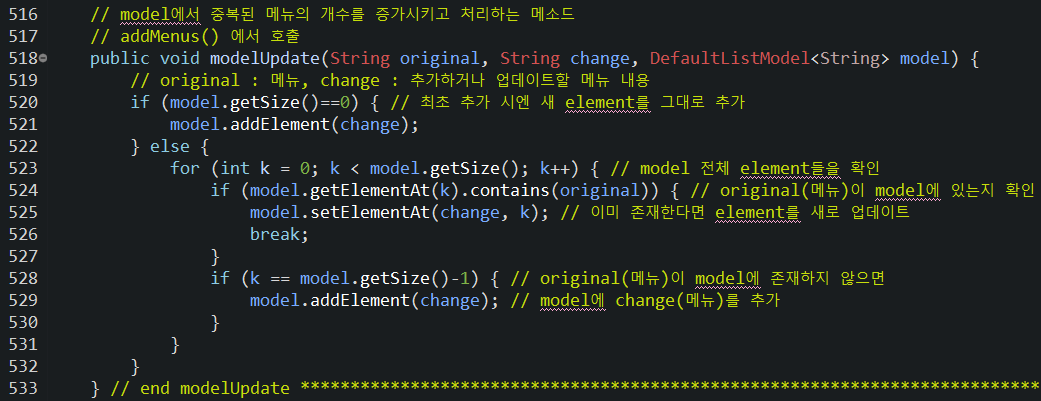 516 // model에서 중복된 메뉴의 개수를 증가시키고 처리하는 메소드
517 // addMenus() 에서 호출
518 public void modelUpdate(String original, String change, DefaultListModel<String> model) {
519 // original : 메뉴, change : 추가하거나 업데이트할 메뉴 내용
520 if (model.getSize()==0) { // 최초 추가 시엔 새 element를 그대로 추가
521 model.addElement(change);
522 } else {
523 for (int k = 0; k < model.getSize(); k++) { // model 전체 element들을 확인
524 if (model.getElementAt(k).contains(original)) { // original(메뉴)이 model에 있는지 확인
525 model.setElementAt(change, k); // 이미 존재한다면 element를 새로 업데이트
526 break;
527 }
528 if (k == model.getSize()-1) { // original(메뉴)이 model에 존재하지 않으면
529 model.addElement(change); // model에 change(메뉴)를 추가
530 }
531 }
532 }
533 } // end modelUpdate **************************************************************************